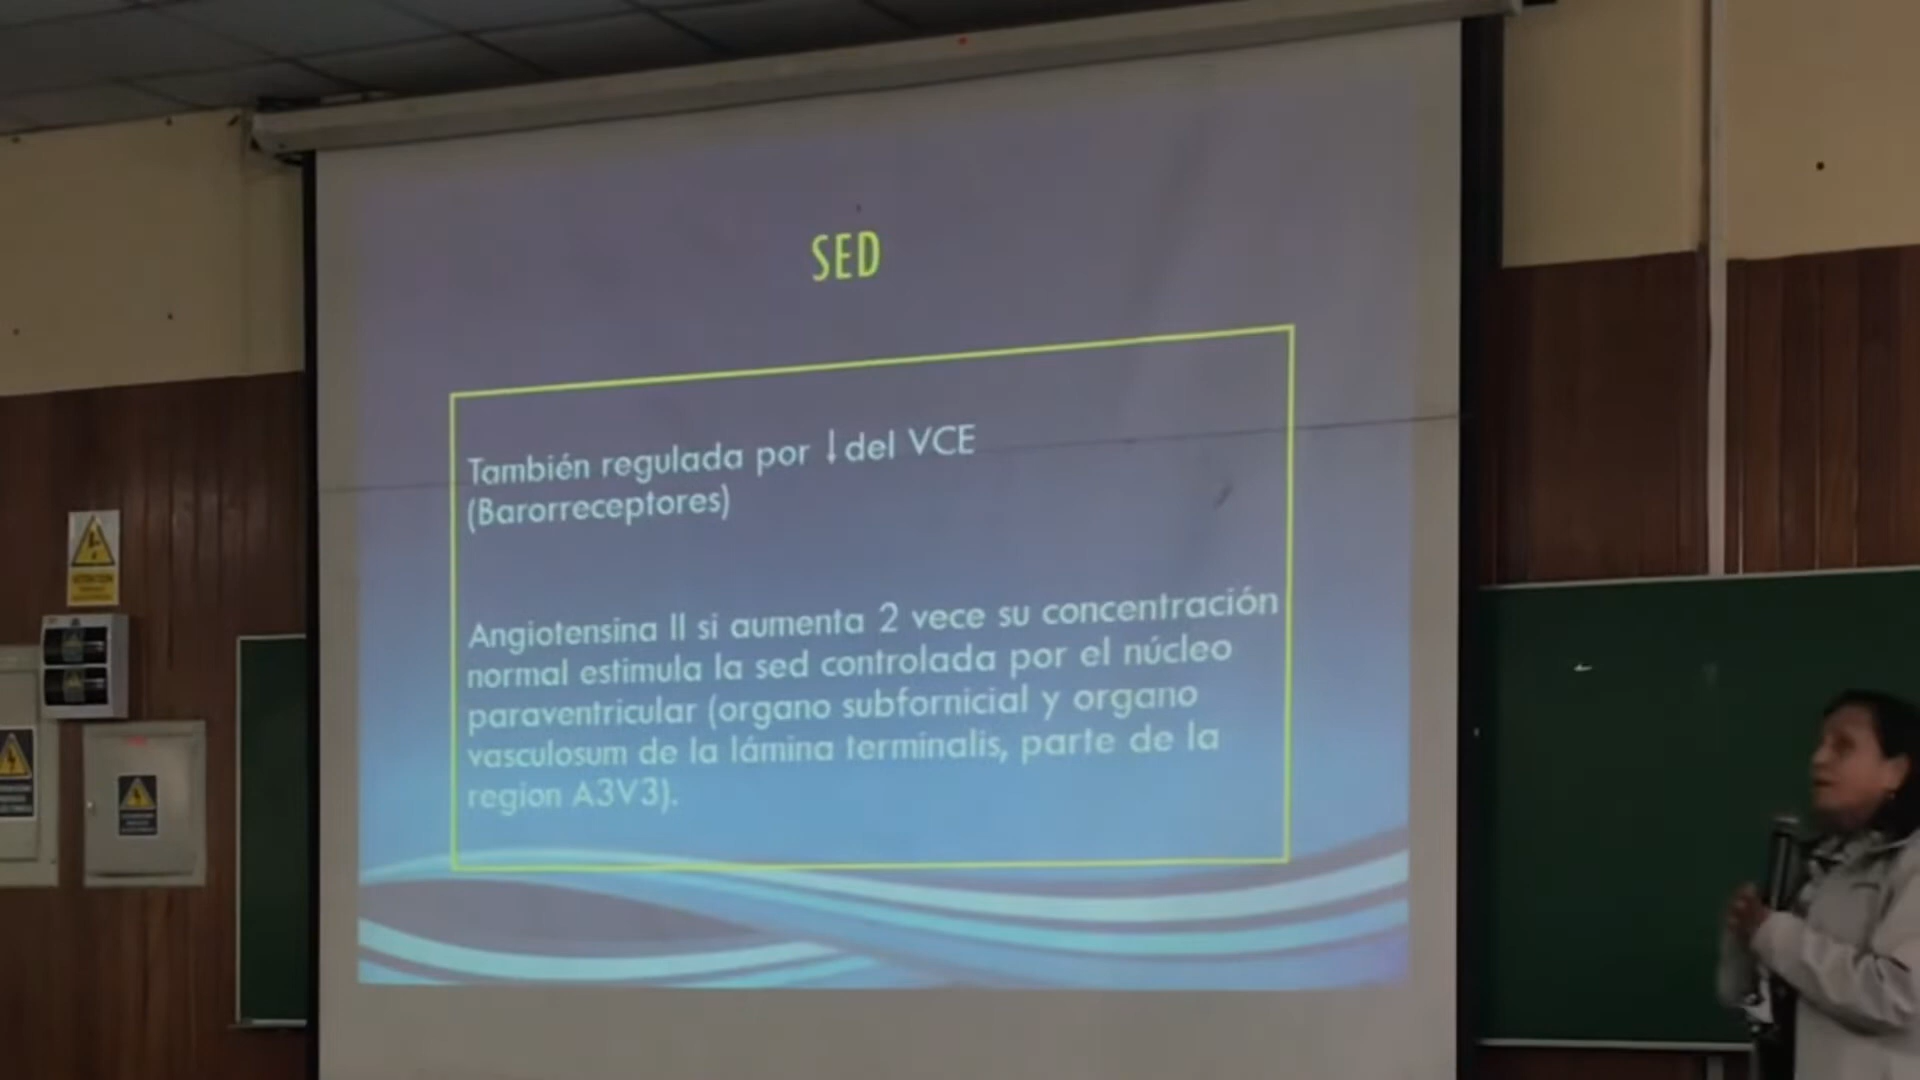 SED
También regulada por ↓ del VCE
(Barorreceptores)
Angiotensina II si aumenta 2 vece su concentración
normal estimula la sed controlada por el núcleo
paraventricular (organo subfornicial y organo
vasculosum de la lámina terminalis, parte de la
region A3V3).